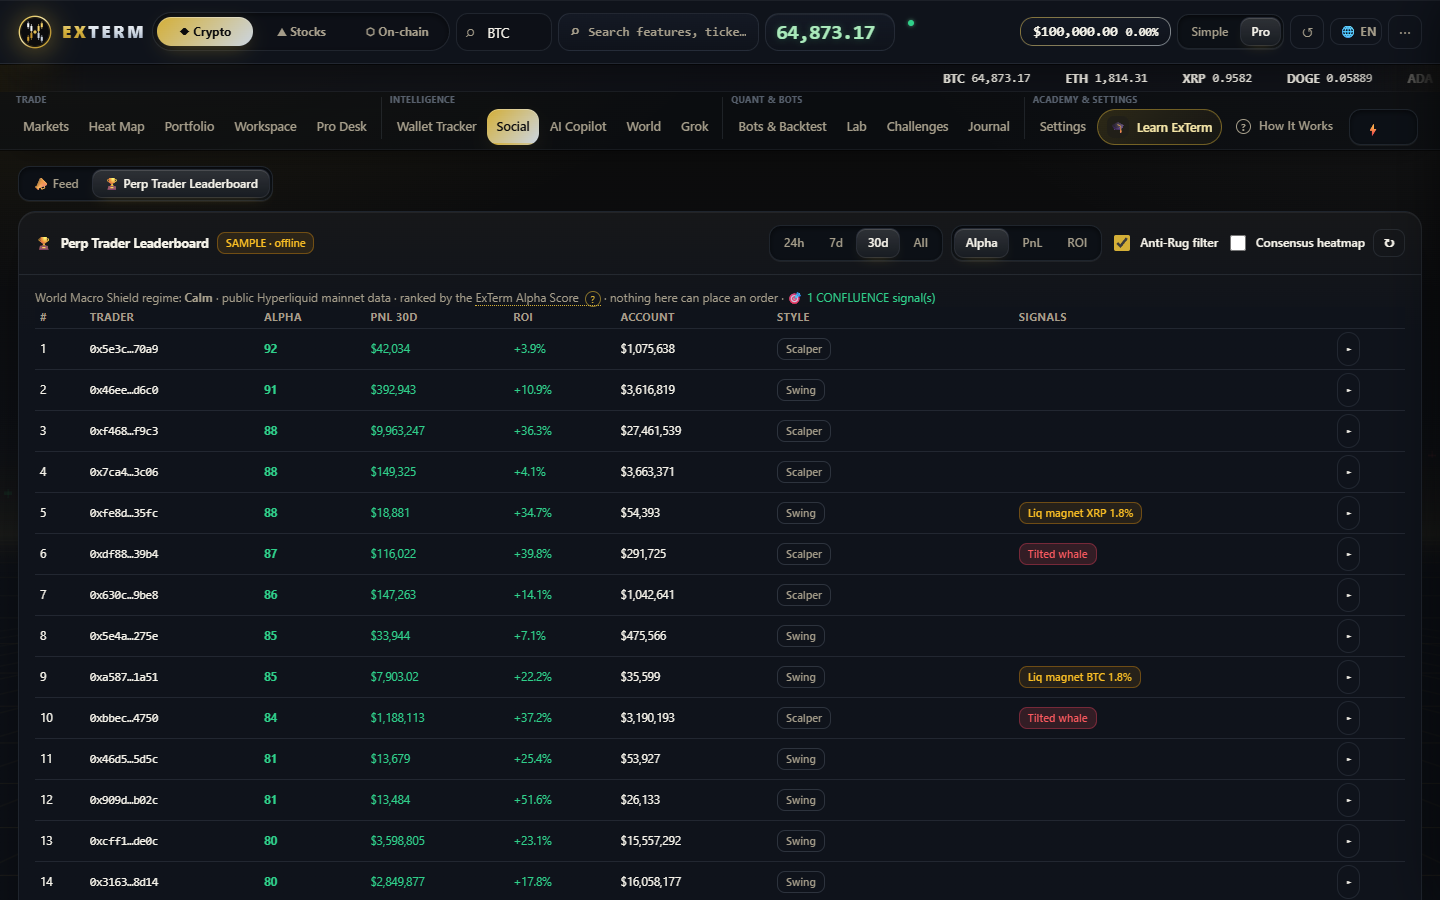 EXTERM
Crypto
Stocks
On-chain
BTC
Search features, ticke…
64,873.17
$100,000.00 0.00%
Simple
Pro
EN
BTC 64,873.17
ETH 1,814.31
XRP 0.9582
DOGE 0.05889
ADA
TRADE
INTELLIGENCE
QUANT & BOTS
ACADEMY & SETTINGS
Markets
Heat Map
Portfolio
Workspace
Pro Desk
Wallet Tracker
Social
AI Copilot
World
Grok
Bots & Backtest
Lab
Challenges
Journal
Settings
Learn ExTerm
? How It Works
Feed
Perp Trader Leaderboard
Perp Trader Leaderboard
SAMPLE · offline
24h
7d
30d
All
Alpha
PnL
ROI
Anti-Rug filter
Consensus heatmap
World Macro Shield regime: Calm · public Hyperliquid mainnet data · ranked by the ExTerm Alpha Score ? · nothing here can place an order · 1 CONFLUENCE signal(s)
# TRADER ALPHA PNL 30D ROI ACCOUNT STYLE SIGNALS
1 0x5e3c…70a9 92 $42,034 +3.9% $1,075,638 Scalper
2 0x46ee…d6c0 91 $392,943 +10.9% $3,616,819 Swing
3 0xf468…f9c3 88 $9,963,247 +36.3% $27,461,539 Scalper
4 0x7ca4…3c06 88 $149,325 +4.1% $3,663,371 Scalper
5 0xfe8d…35fc 88 $18,881 +34.7% $54,393 Swing Liq magnet XRP 1.8%
6 0xdf88…39b4 87 $116,022 +39.8% $291,725 Scalper Tilted whale
7 0x630c…9be8 86 $147,263 +14.1% $1,042,641 Scalper
8 0x5e4a…275e 85 $33,944 +7.1% $475,566 Swing
9 0xa587…1a51 85 $7,903.02 +22.2% $35,599 Swing Liq magnet BTC 1.8%
10 0xbbec…4750 84 $1,188,113 +37.2% $3,190,193 Scalper Tilted whale
11 0x46d5…5d5c 81 $13,679 +25.4% $53,927 Swing
12 0x909d…b02c 81 $13,484 +51.6% $26,133 Swing
13 0xcff1…de0c 80 $3,598,805 +23.1% $15,557,292 Swing
14 0x3163…8d14 80 $2,849,877 +17.8% $16,058,177 Swing